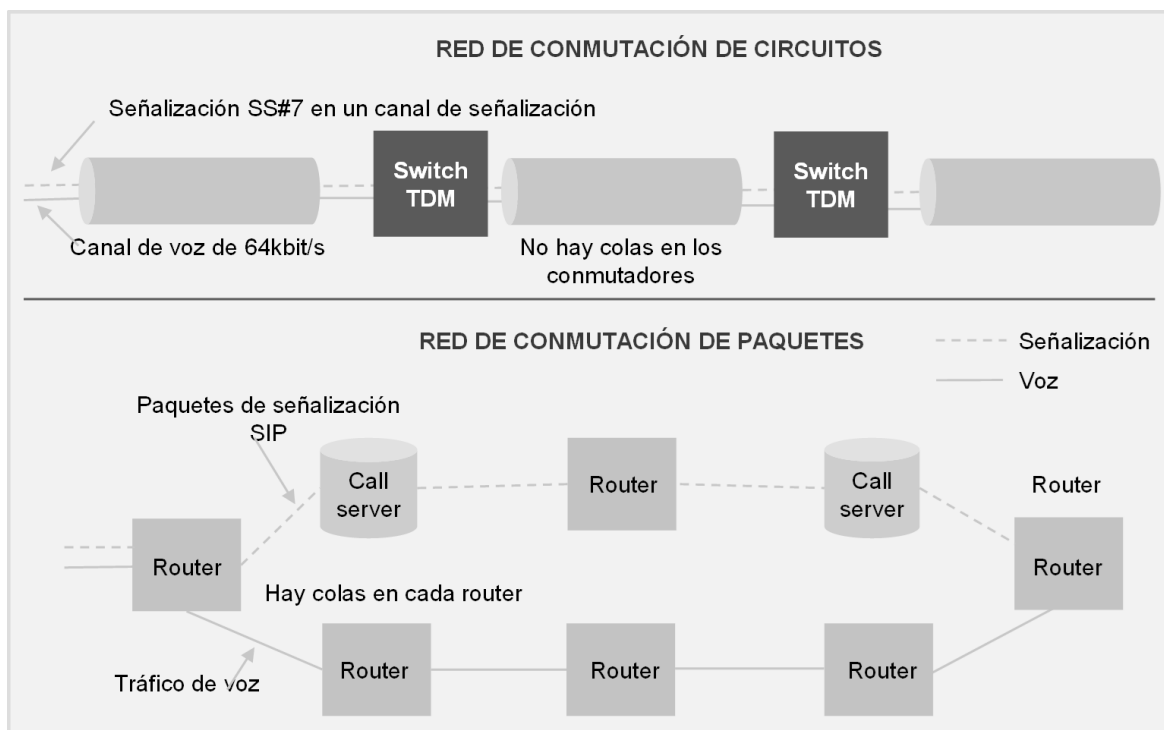 RED DE CONMUTACIÓN DE CIRCUITOS
Señalización SS#7 en un canal de señalización
Switch
TDM
Switch
TDM
Canal de voz de 64kbit/s
No hay colas en los
conmutadores
RED DE CONMUTACIÓN DE PAQUETES
Señalización
Voz
Paquetes de señalización
SIP
Call
server
Router
Call
server
Router
Router
Router
Hay colas en cada router
Router
Router
Router
Tráfico de voz